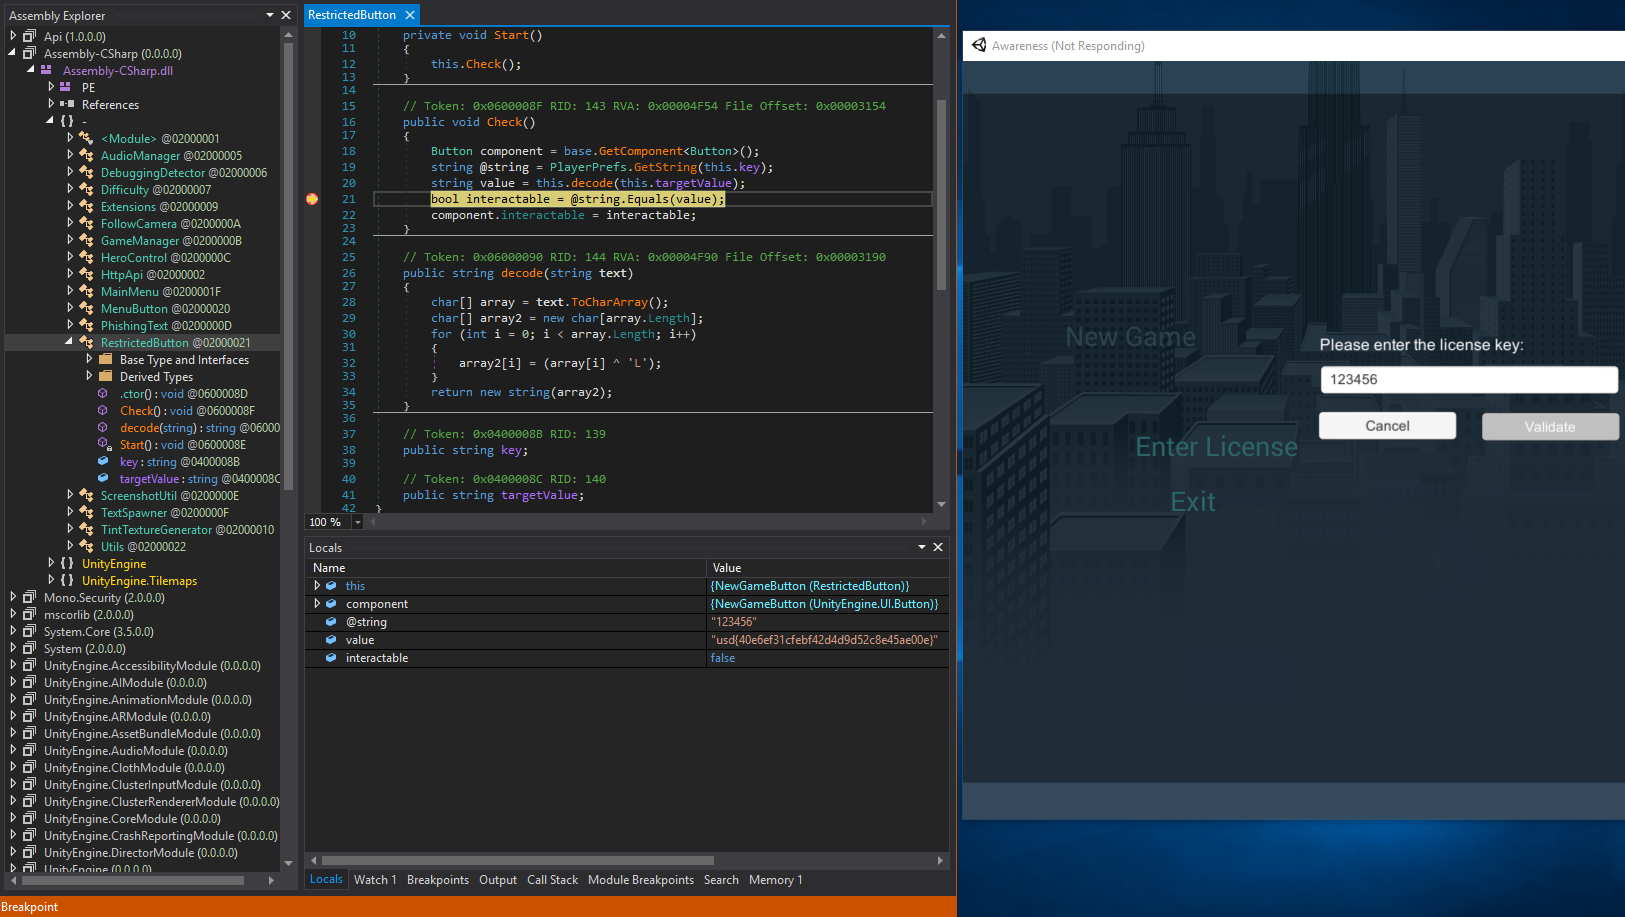 Assembly Explorer
Api (1.0.0.0)
Assembly-CSharp (0.0.0.0)
Assembly-CSharp.dll
PE
References
{ } -
<Module> @02000001
AudioManager @02000005
DebuggingDetector @02000006
Difficulty @02000007
Extensions @02000009
FollowCamera @0200000A
GameManager @0200000B
HeroControl @0200000C
HttpApi @02000002
MainMenu @0200001F
MenuButton @02000020
PhishingText @0200000D
RestrictedButton @02000021
Base Type and Interfaces
Derived Types
.ctor() : void @0600008D
Check() : void @0600008F
decode(string) : string @06000
Start() : void @0600008E
key : string @0400008B
targetValue : string @0400008C
ScreenshotUtil @0200000E
TextSpawner @0200000F
TintTextureGenerator @02000010
Utils @02000022
{ } UnityEngine
{ } UnityEngine.Tilemaps
Mono.Security (2.0.0.0)
mscorlib (2.0.0.0)
System.Core (3.5.0.0)
System (2.0.0.0)
UnityEngine.AccessibilityModule (0.0.0.0)
UnityEngine.AIModule (0.0.0.0)
UnityEngine.AnimationModule (0.0.0.0)
UnityEngine.ARModule (0.0.0.0)
UnityEngine.AssetBundleModule (0.0.0.0)
UnityEngine.AudioModule (0.0.0.0)
UnityEngine.ClothModule (0.0.0.0)
UnityEngine.ClusterInputModule (0.0.0.0)
UnityEngine.ClusterRendererModule (0.0.0.0)
UnityEngine.CoreModule (0.0.0.0)
UnityEngine.CrashReportingModule (0.0.0.0)
UnityEngine.DirectorModule (0.0.0.0)
UnityEngine (0.0.0.0)
RestrictedButton
10 private void Start()
11 {
12 this.Check();
13 }
14
15 // Token: 0x0600008F RID: 143 RVA: 0x00004F54 File Offset: 0x00003154
16 public void Check()
17 {
18 Button component = base.GetComponent<Button>();
19 string @string = PlayerPrefs.GetString(this.key);
20 string value = this.decode(this.targetValue);
21 bool interactable = @string.Equals(value);
22 component.interactable = interactable;
23 }
24
25 // Token: 0x06000090 RID: 144 RVA: 0x00004F90 File Offset: 0x00003190
26 public string decode(string text)
27 {
28 char[] array = text.ToCharArray();
29 char[] array2 = new char[array.Length];
30 for (int i = 0; i < array.Length; i++)
31 {
32 array2[i] = (array[i] ^ 'L');
33 }
34 return new string(array2);
35 }
36
37 // Token: 0x0400008B RID: 139
38 public string key;
39
40 // Token: 0x0400008C RID: 140
41 public string targetValue;
42 }
100 %
Locals
Name Value
this {NewGameButton (RestrictedButton)}
component {NewGameButton (UnityEngine.UI.Button)}
@string "123456"
value "usd{40e6ef31cfebf42d4d9d52c8e45ae00e}"
interactable false
Locals Watch 1 Breakpoints Output Call Stack Module Breakpoints Search Memory 1
Breakpoint
Awareness (Not Responding)
New Game
Enter License
Exit
Please enter the license key:
123456
Cancel Validate